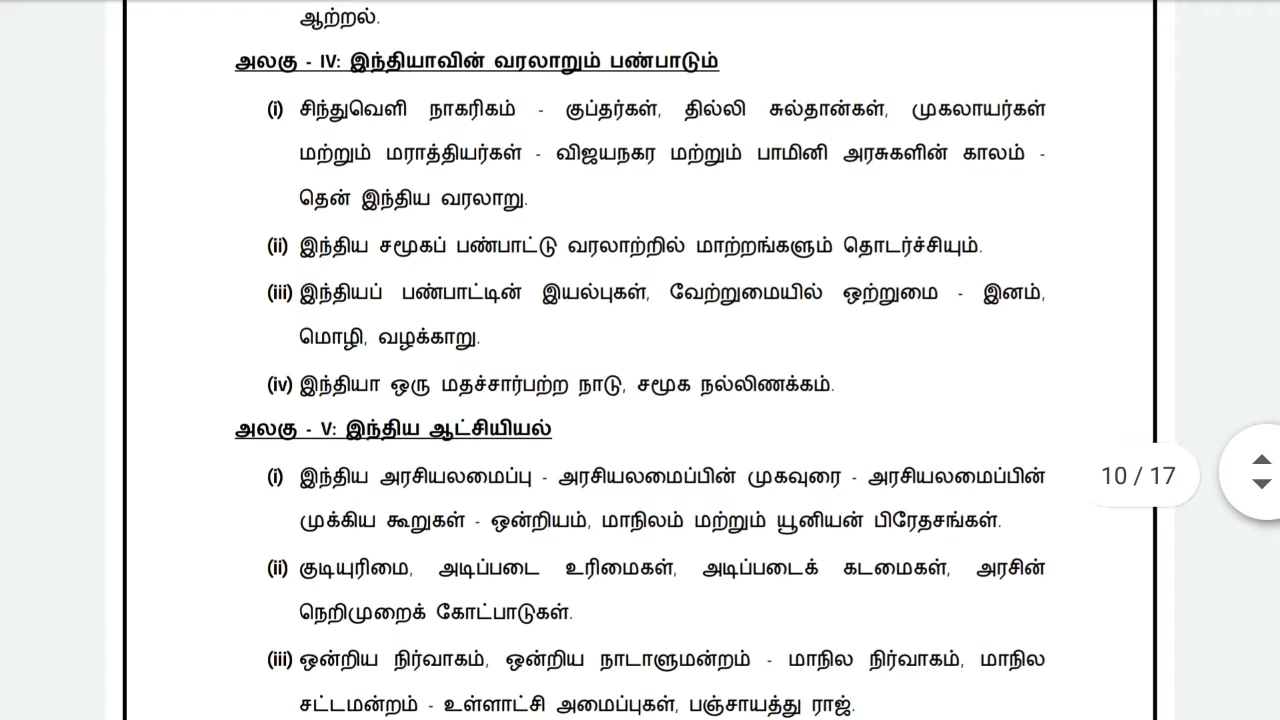 ஆற்றல்.
அலகு - IV: இந்தியாவின் வரலாறும் பண்பாடும்
(i) சிந்துவெளி நாகரிகம் - குப்தர்கள், தில்லி சுல்தான்கள், முகலாயர்கள்
மற்றும் மராத்தியர்கள் - விஜயநகர மற்றும் பாமினி அரசுகளின் காலம் -
தென் இந்திய வரலாறு.
(ii) இந்திய சமூகப் பண்பாட்டு வரலாற்றில் மாற்றங்களும் தொடர்ச்சியும்.
(iii) இந்தியப் பண்பாட்டின் இயல்புகள், வேற்றுமையில் ஒற்றுமை - இனம்,
மொழி, வழக்காறு.
(iv) இந்தியா ஒரு மதச்சார்பற்ற நாடு, சமூக நல்லிணக்கம்.
அலகு - V: இந்திய ஆட்சியியல்
(i) இந்திய அரசியலமைப்பு - அரசியலமைப்பின் முகவுரை - அரசியலமைப்பின்
முக்கிய கூறுகள் - ஒன்றியம், மாநிலம் மற்றும் யூனியன் பிரேதசங்கள்.
(ii) குடியுரிமை, அடிப்படை உரிமைகள், அடிப்படைக் கடமைகள், அரசின்
நெறிமுறைக் கோட்பாடுகள்.
(iii) ஒன்றிய நிர்வாகம், ஒன்றிய நாடாளுமன்றம் - மாநில நிர்வாகம், மாநில
சட்டமன்றம் - உள்ளாட்சி அமைப்புகள், பஞ்சாயத்து ராஜ்.
10 / 17